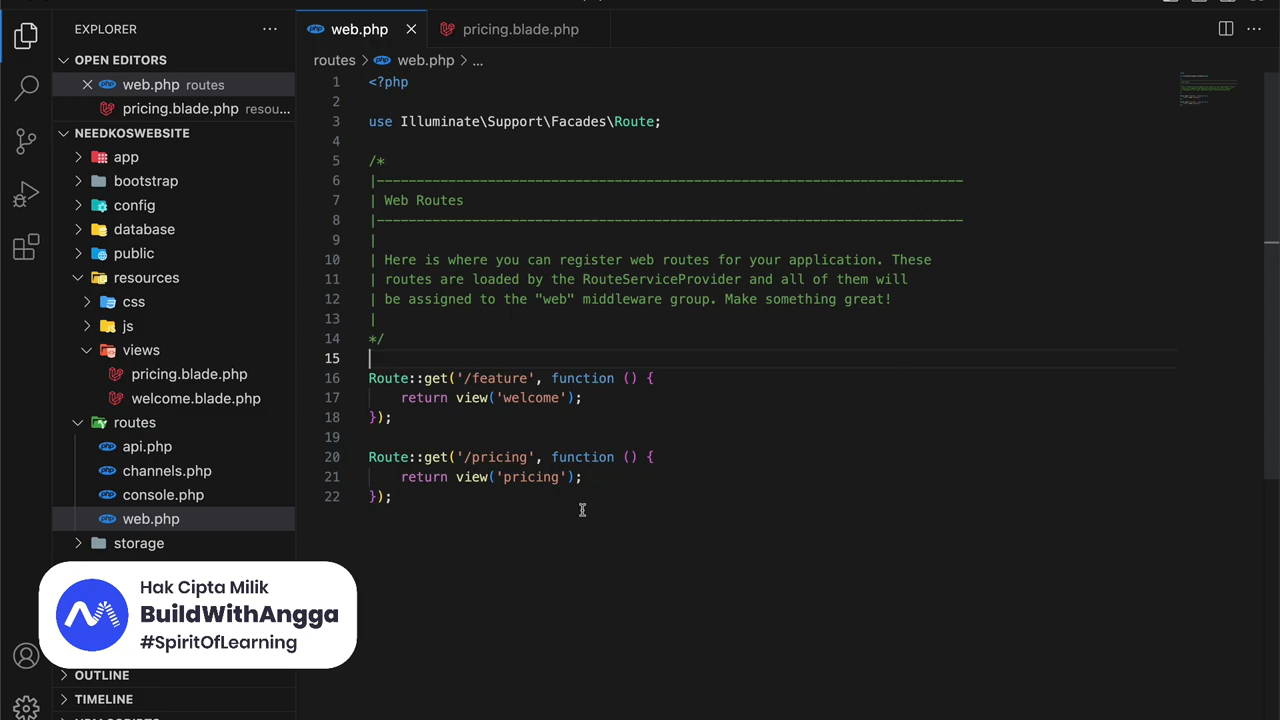 EXPLORER
OPEN EDITORS
web.php routes
pricing.blade.php resou...
NEEDKOSWEBSITE
app
bootstrap
config
database
public
resources
css
js
views
pricing.blade.php
welcome.blade.php
routes
api.php
channels.php
console.php
web.php
storage
Hak Cipta Milik
BuildWithAngga
#SpiritOfLearning
OUTLINE
TIMELINE
web.php
pricing.blade.php
routes > web.php > ...
1 <?php
2
3 use Illuminate\Support\Facades\Route;
4
5 /*
6 |--------------------------------------------------------------------------
7 | Web Routes
8 |--------------------------------------------------------------------------
9 |
10 | Here is where you can register web routes for your application. These
11 | routes are loaded by the RouteServiceProvider and all of them will
12 | be assigned to the "web" middleware group. Make something great!
13 |
14 */
15
16 Route::get('/feature', function () {
17 return view('welcome');
18 });
19
20 Route::get('/pricing', function () {
21 return view('pricing');
22 });